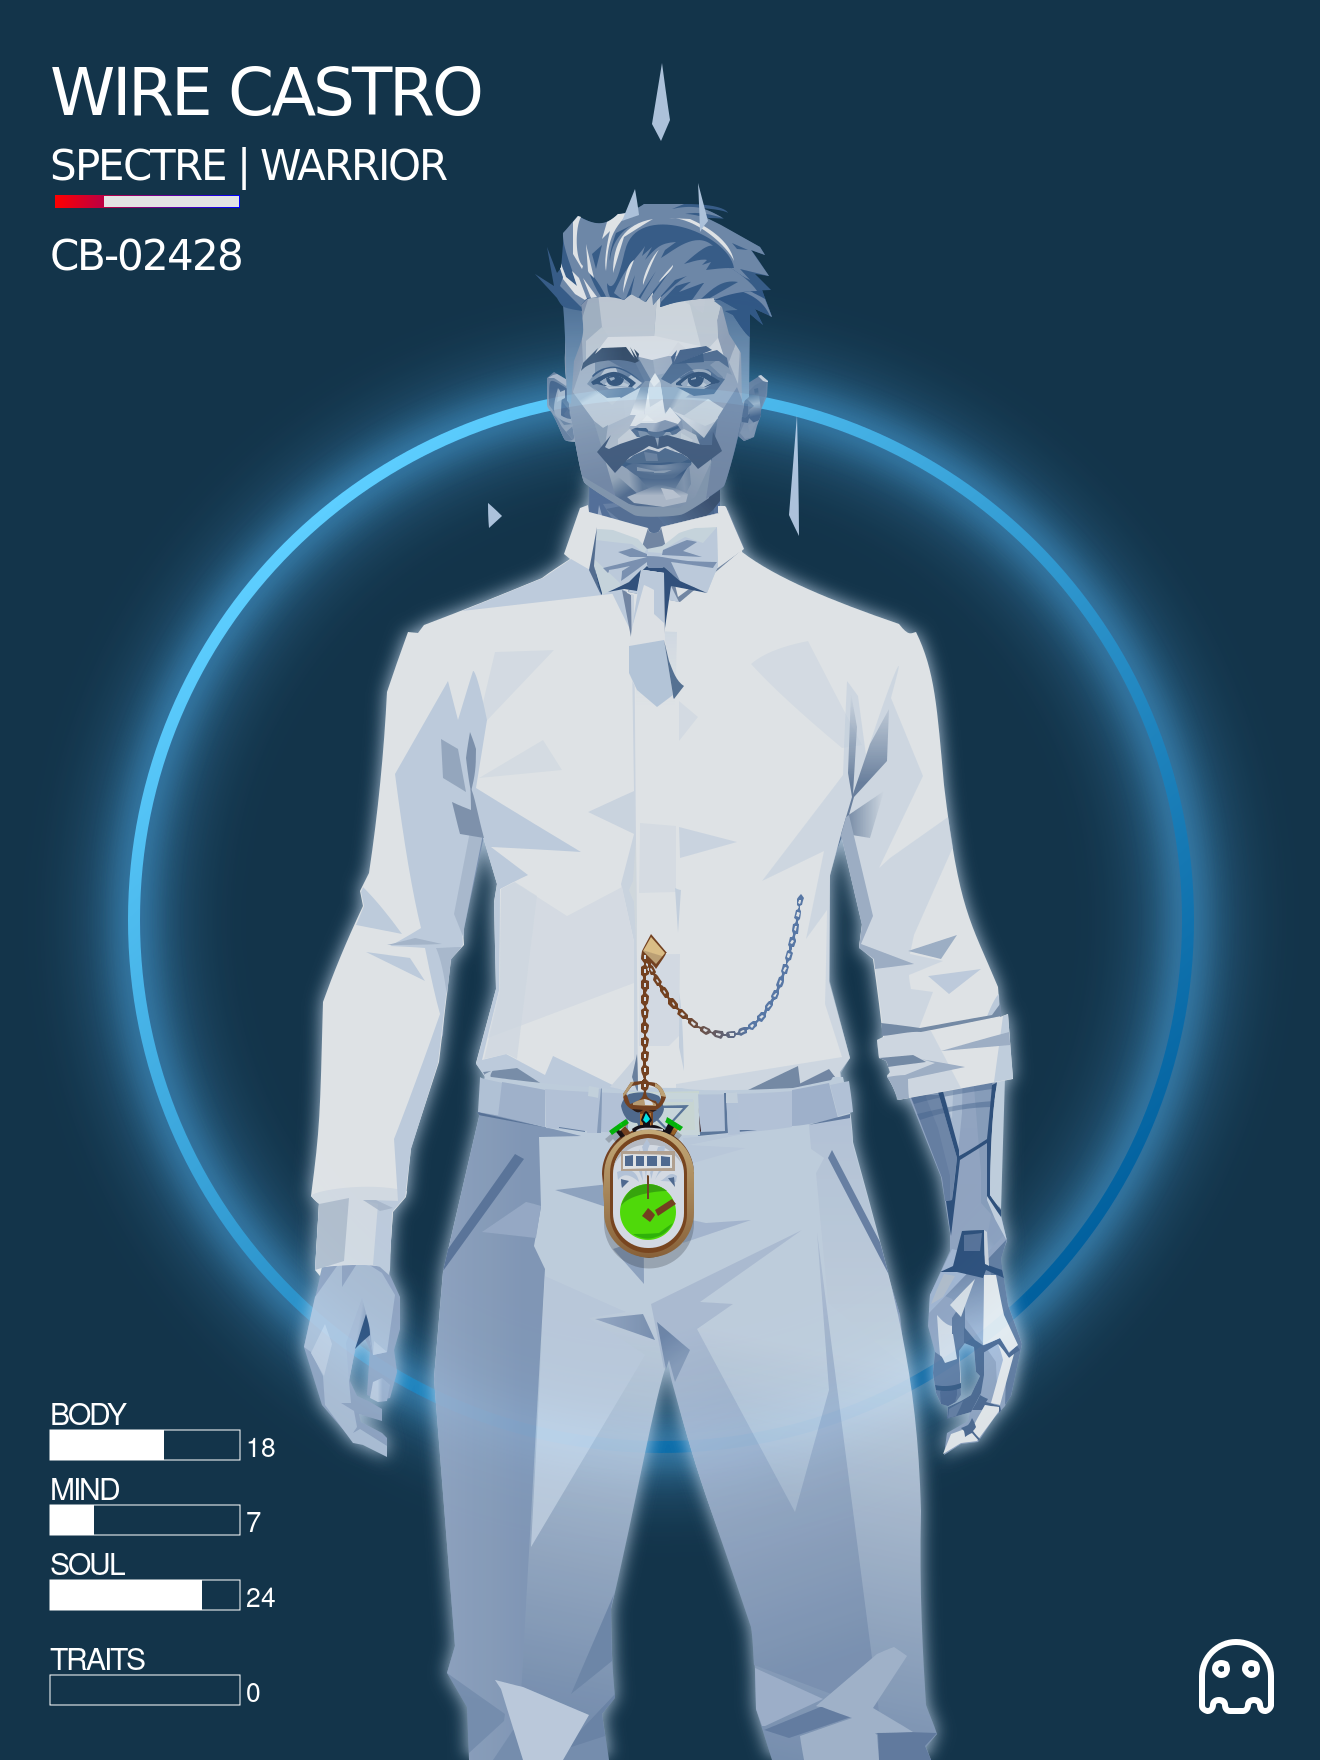 WIRE CASTRO
SPECTRE | WARRIOR
CB-02428
BODY
18
MIND
7
SOUL
24
TRAITS
0